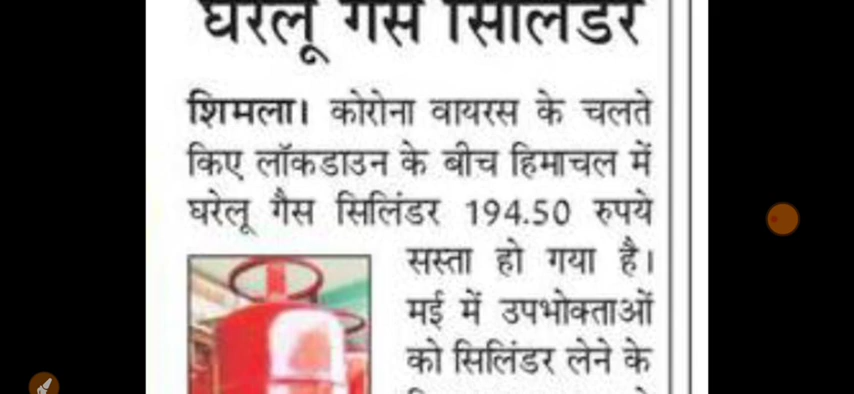 घरेलू गैस सिलिंडर
शिमला। कोरोना वायरस के चलते
किए लॉकडाउन के बीच हिमाचल में
घरेलू गैस सिलिंडर 194.50 रुपये
सस्ता हो गया है।
मई में उपभोक्ताओं
को सिलिंडर लेने के